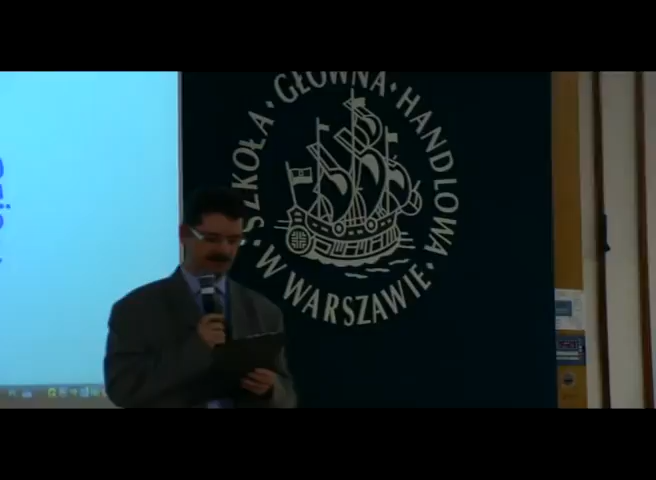 SZKOŁA • GŁÓWNA • HANDLOWA •
W WARSZAWIE •